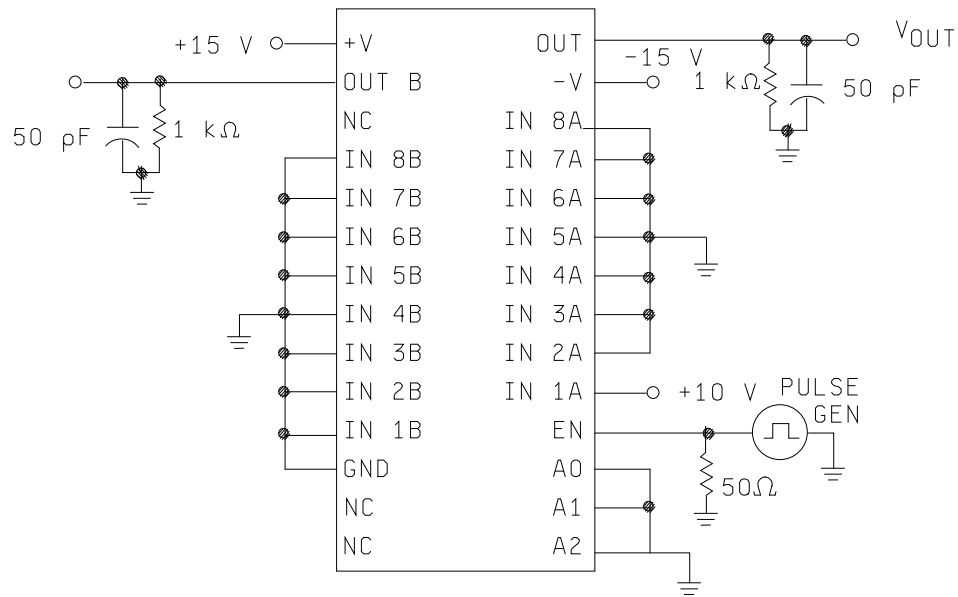 +15 V
+V
OUT B
NC
IN 8B
IN 7B
IN 6B
IN 5B
IN 4B
IN 3B
IN 2B
IN 1B
GND
NC
NC
50 pF
1 kΩ
OUT
-V
IN 8A
IN 7A
IN 6A
IN 5A
IN 4A
IN 3A
IN 2A
IN 1A
EN
A0
A1
A2
-15 V
1 kΩ
50 pF
VOUT
+10 V
PULSE
GEN
50Ω